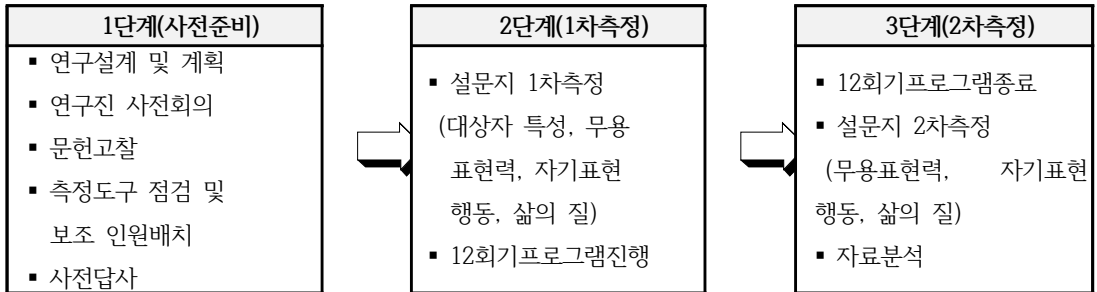 1단계(사전준비)
▪ 연구설계 및 계획
▪ 연구진 사전회의
▪ 문헌고찰
▪ 측정도구 점검 및
보조 인원배치
▪ 사전답사
2단계(1차측정)
▪ 설문지 1차측정
(대상자 특성, 무용
표현력, 자기표현
행동, 삶의 질)
▪ 12회기프로그램진행
3단계(2차측정)
▪ 12회기프로그램종료
▪ 설문지 2차측정
(무용표현력, 자기표현
행동, 삶의 질)
▪ 자료분석